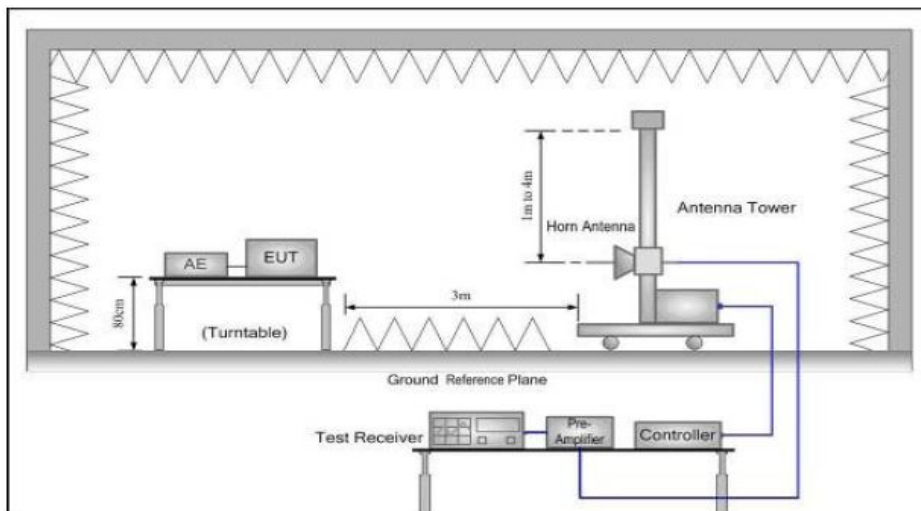 1m to 4m
Antenna Tower
Horn Antenna
AE
EUT
3m
80cm
(Turntable)
Ground Reference Plane
Test Receiver
Pre-
Amplifier
Controller